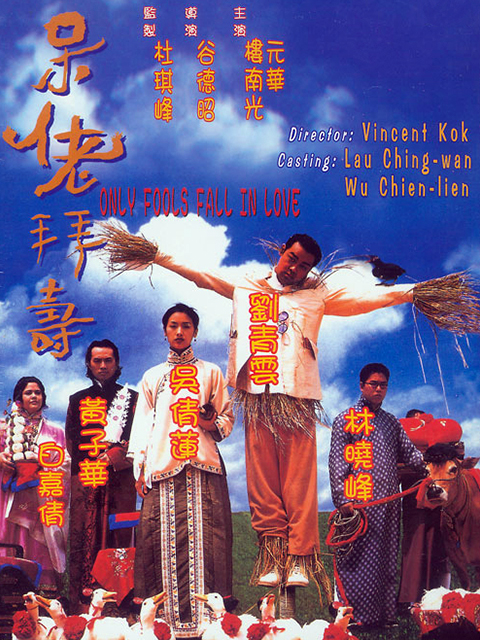 呆佬拜壽
監製
杜琪峰
導演
谷德昭
主演
樓南光
元華
Director: Vincent Kok
Casting: Lau Ching-wan
Wu Chien-lien
ONLY FOOLS FALL IN LOVE
劉青雲
吳倩蓮
黃子華
白嘉倩
林曉峰